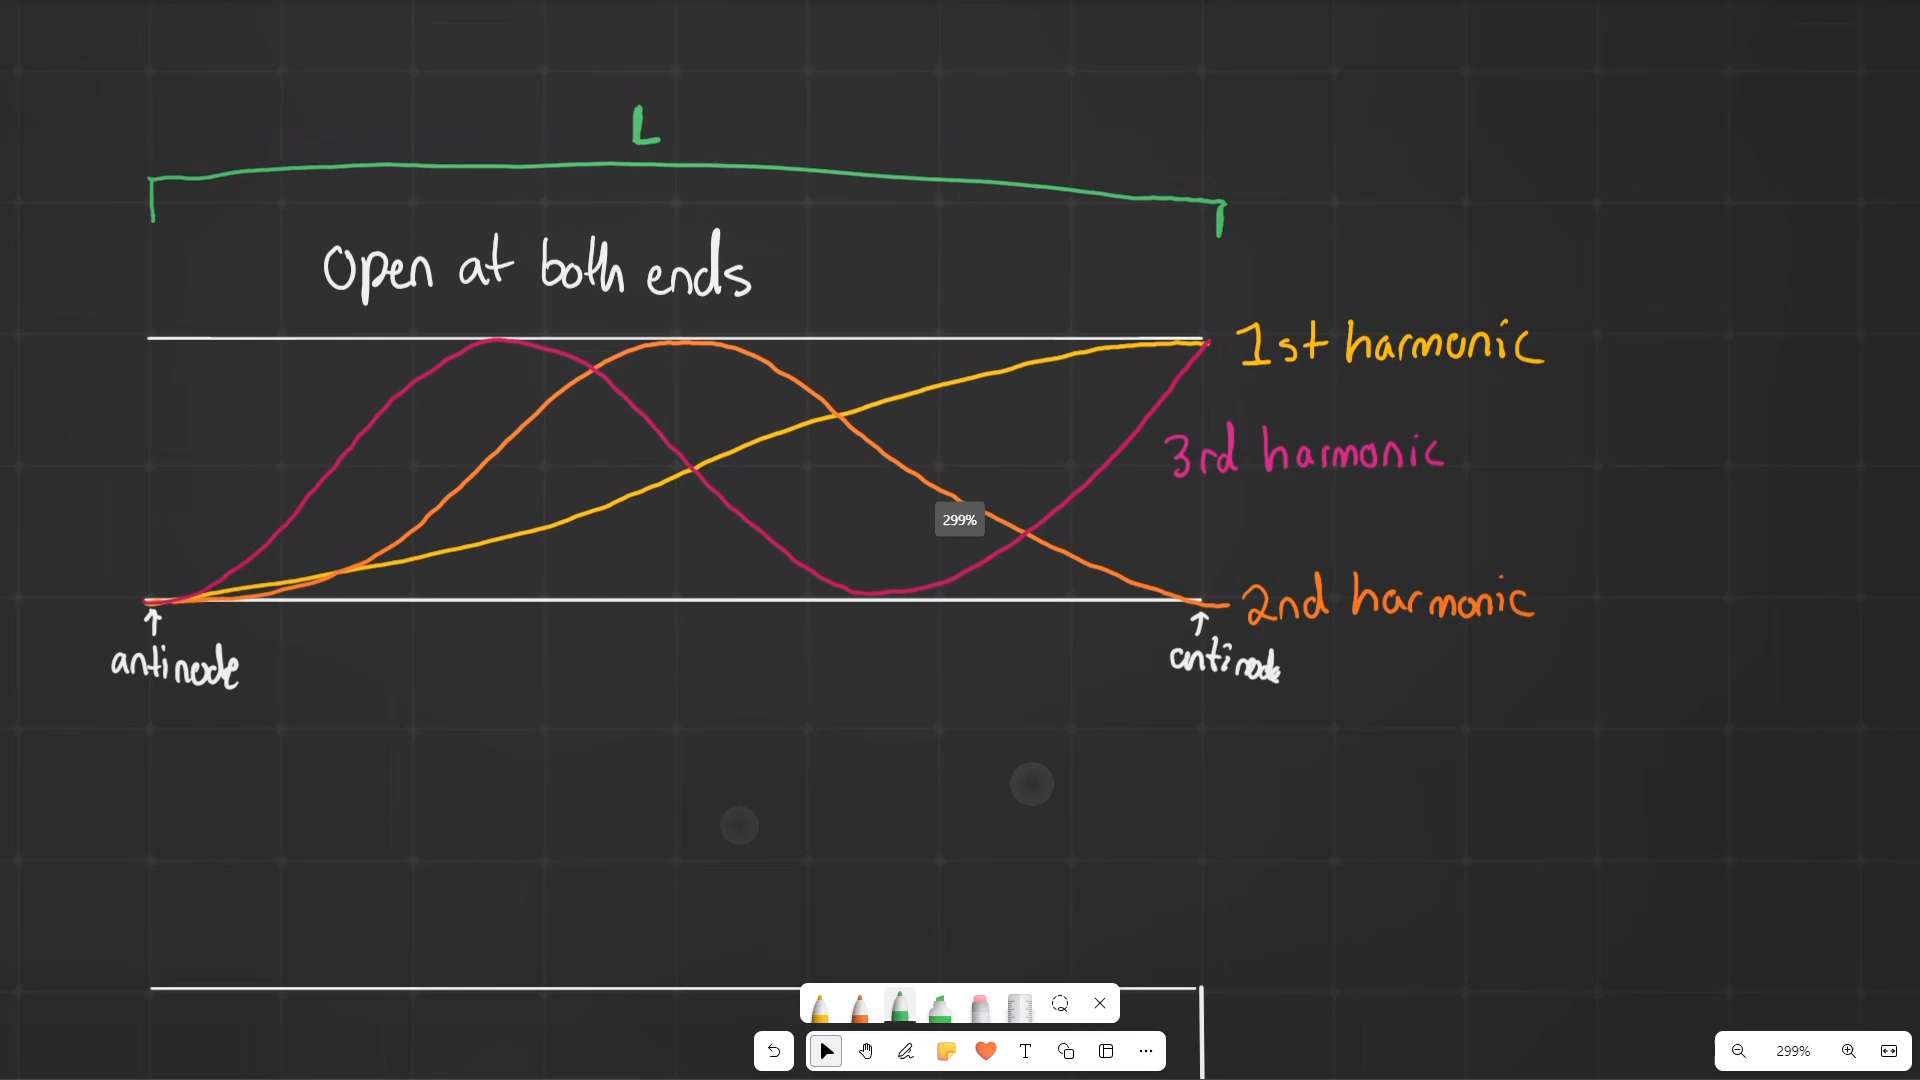 L
Open at both ends
1st harmonic
3rd harmonic
299%
2nd harmonic
antinode
antinode
T
299%